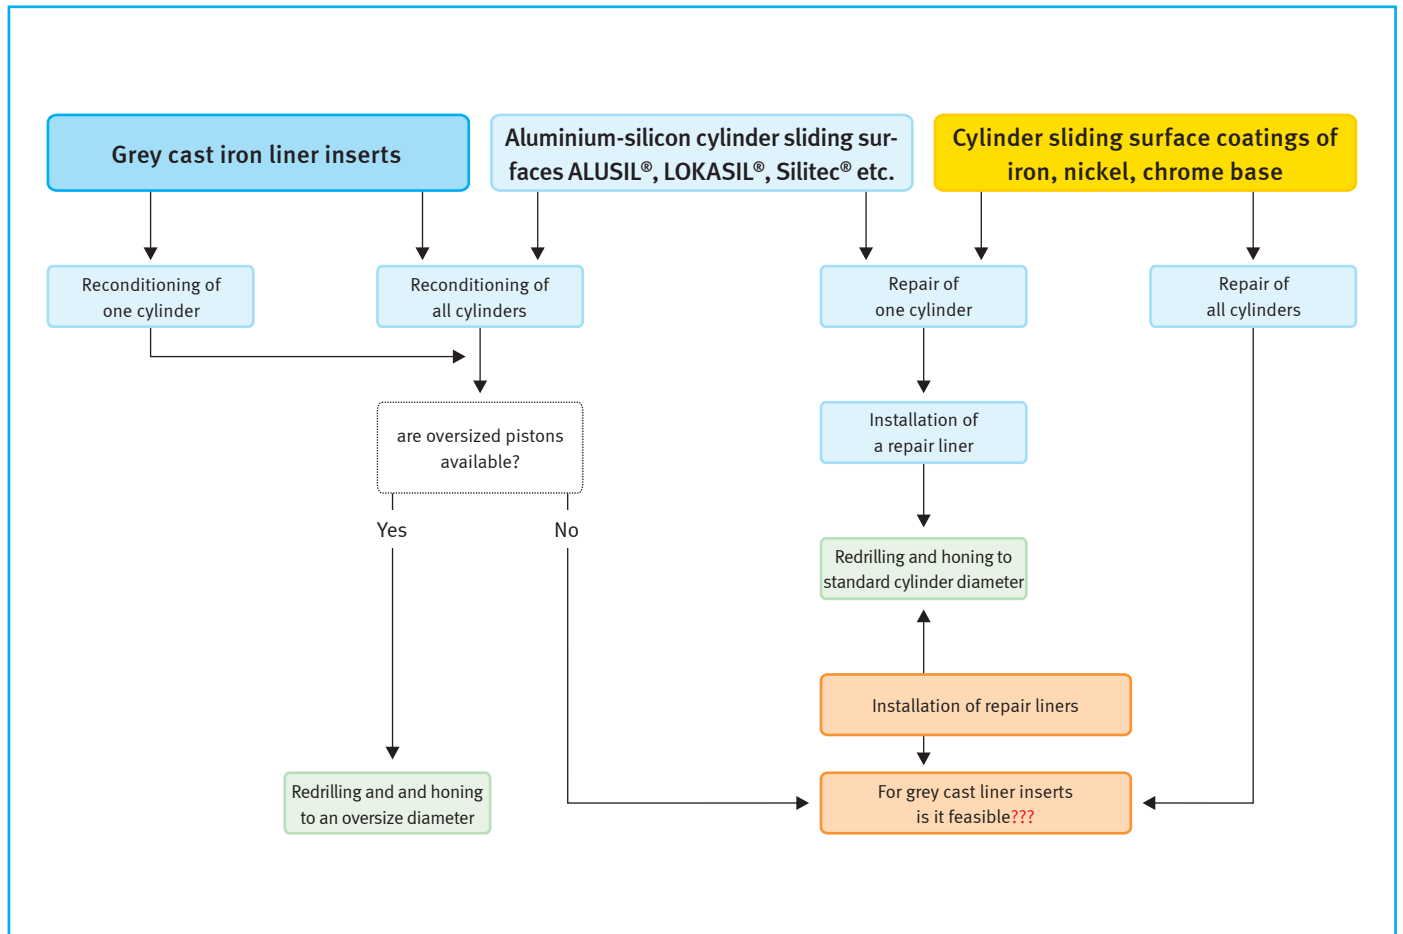 Grey cast iron liner inserts
Aluminium-silicon cylinder sliding sur-
faces ALUSIL®, LOKASIL®, Silitec® etc.
Cylinder sliding surface coatings of
iron, nickel, chrome base
Reconditioning of
one cylinder
Reconditioning of
all cylinders
Repair of
one cylinder
Repair of
all cylinders
are oversized pistons
available?
Installation of
a repair liner
Yes
No
Redrilling and honing to
standard cylinder diameter
Installation of repair liners
Redrilling and and honing
to an oversize diameter
For grey cast liner inserts
is it feasible???